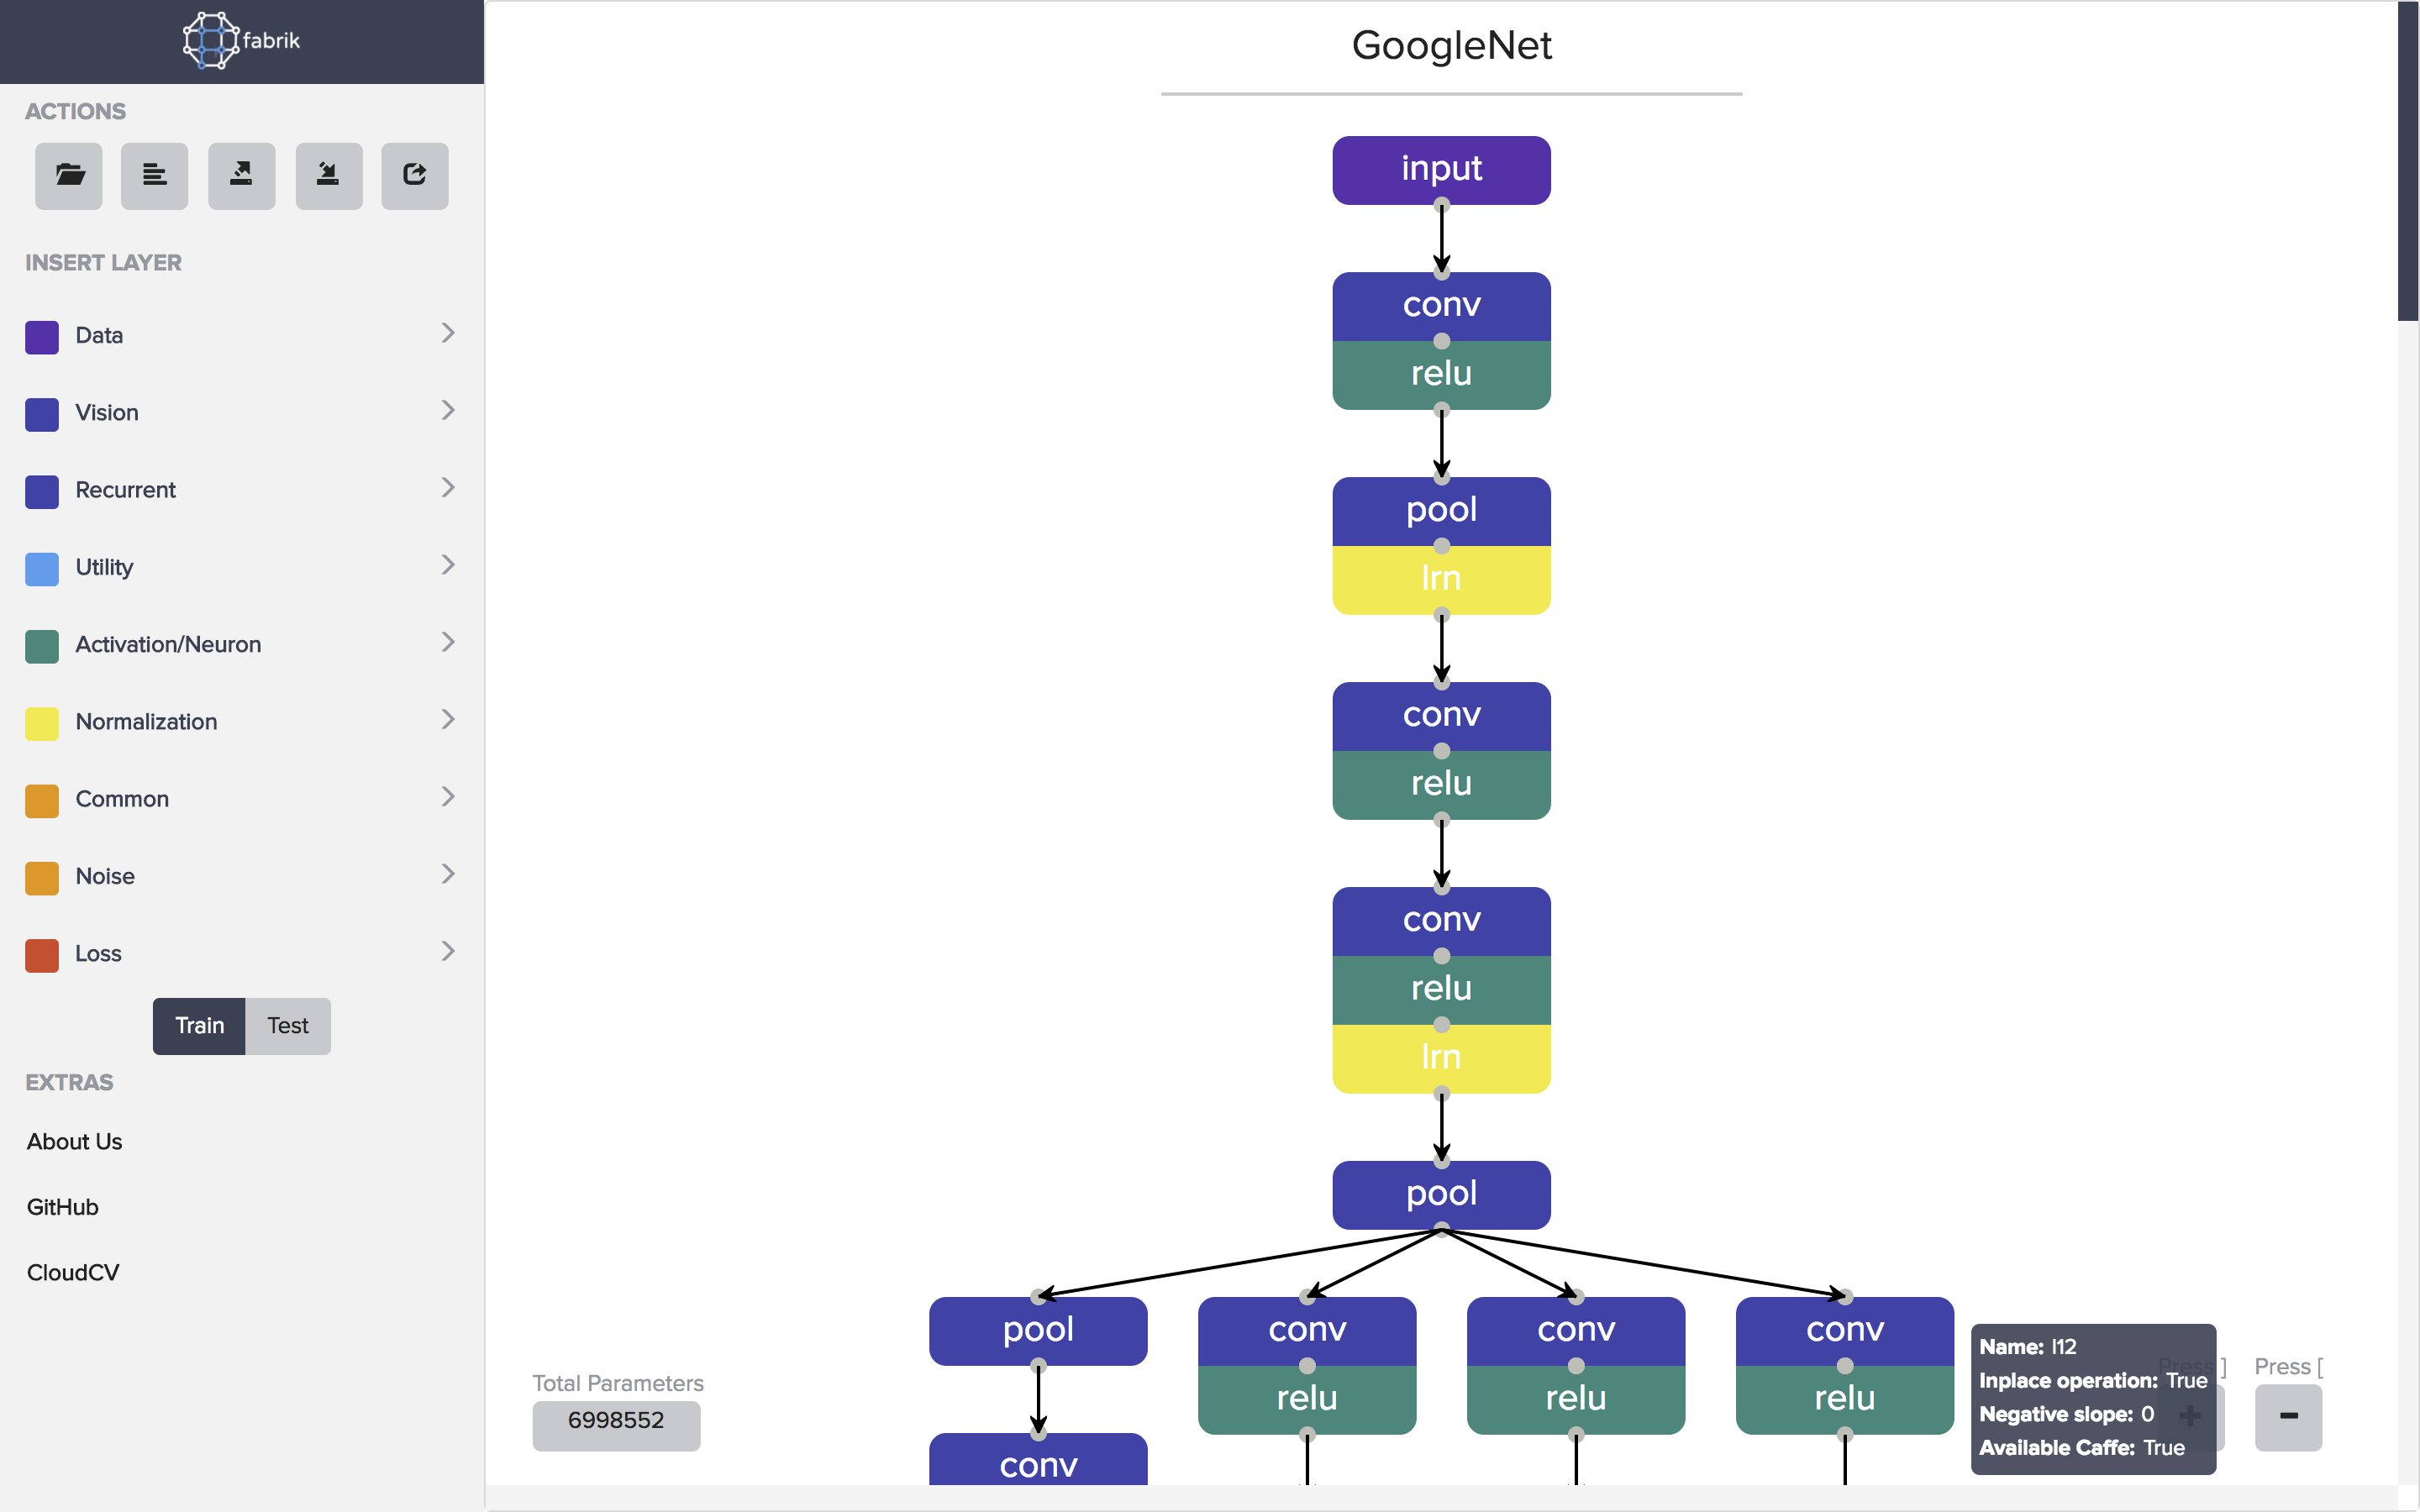 fabrik
ACTIONS
INSERT LAYER
Data
Vision
Recurrent
Utility
Activation/Neuron
Normalization
Common
Noise
Loss
Train Test
EXTRAS
About Us
GitHub
CloudCV
GoogleNet
input
conv
relu
pool
lrn
conv
relu
conv
relu
lrn
pool
pool conv conv conv
relu relu relu
conv
Total Parameters
6998552
Name: l12
Inplace operation: True
Negative slope: 0
Available Caffe: True
Press ] Press [
+ -